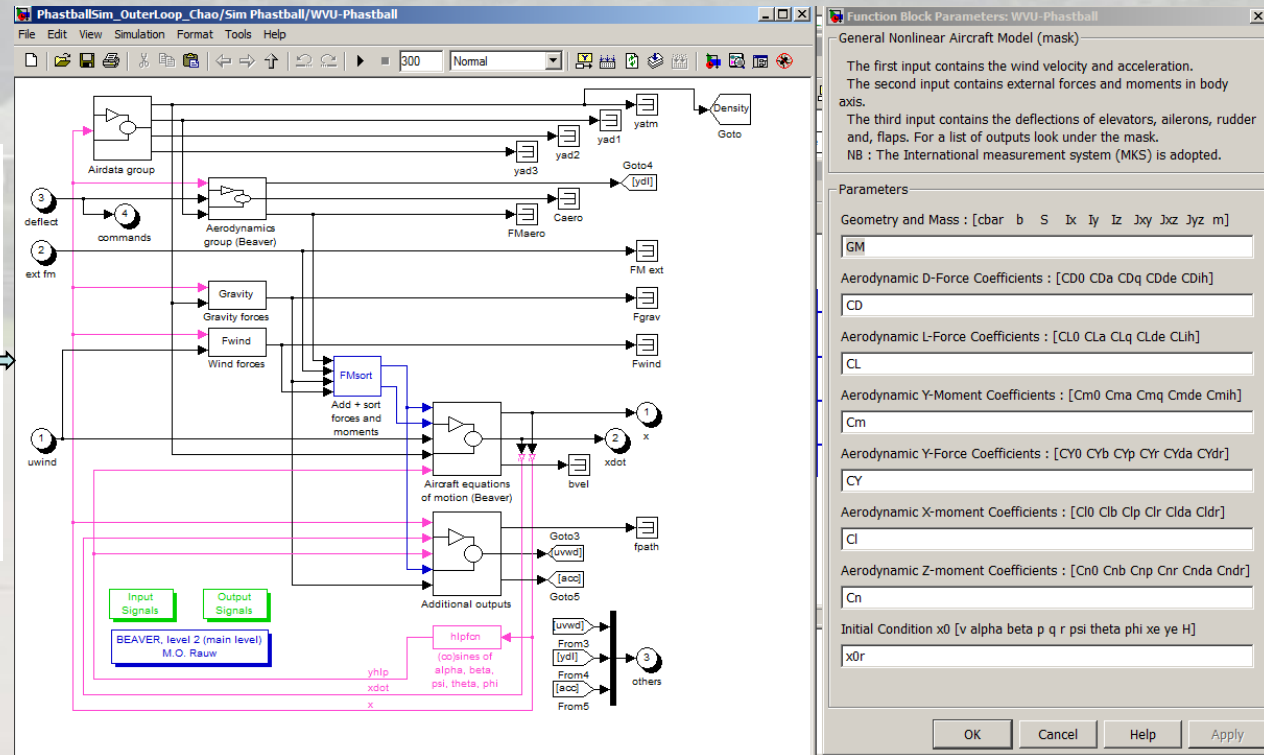 PhastballSim_OuterLoop_Chao/Sim Phastball/WVU-Phastball
File Edit View Simulation Format Tools Help
300
Normal
Airdata group
yatm
yad1
yad2
yad3
Density
Goto
3
deflect
4
commands
2
ext fm
Aerodynamics
group (Beaver)
Goto4
[ydl]
Caero
FMaero
FM ext
Gravity
Gravity forces
Fgrav
Fwind
Wind forces
Fwind
FMsort
Add + sort
forces and
moments
1
uwind
Aircraft equations
of motion (Beaver)
1
x
2
xdot
bvel
Additional outputs
fpath
Goto3
[uvwd]
[acc]
Goto5
Input
Signals
Output
Signals
BEAVER, level 2 (main level)
M.O. Rauw
hlpfcn
(co)sines of
alpha, beta,
psi, theta, phi
yhlp
xdot
x
[uvwd]
From3
[ydl]
From4
[acc]
From5
3
others
Function Block Parameters: WVU-Phastball
General Nonlinear Aircraft Model (mask)
The first input contains the wind velocity and acceleration.
The second input contains external forces and moments in body
axis.
The third input contains the deflections of elevators, ailerons, rudder
and, flaps. For a list of outputs look under the mask.
NB : The International measurement system (MKS) is adopted.
Parameters
Geometry and Mass : [cbar b S Ix Iy Iz Jxy Jxz Jyz m]
GM
Aerodynamic D-Force Coefficients : [CD0 CDa CDq CDde CDih]
CD
Aerodynamic L-Force Coefficients : [CL0 CLa CLq CLde CLih]
CL
Aerodynamic Y-Moment Coefficients : [Cm0 Cma Cmq Cmde Cmih]
Cm
Aerodynamic Y-Force Coefficients : [CY0 CYb CYp CYr CYda CYdr]
CY
Aerodynamic X-moment Coefficients : [Cl0 Clb Clp Clr Clda Cldr]
Cl
Aerodynamic Z-moment Coefficients : [Cn0 Cnb Cnp Cnr Cnda Cndr]
Cn
Initial Condition x0 [v alpha beta p q r psi theta phi xe ye H]
x0r
OK
Cancel
Help
Apply